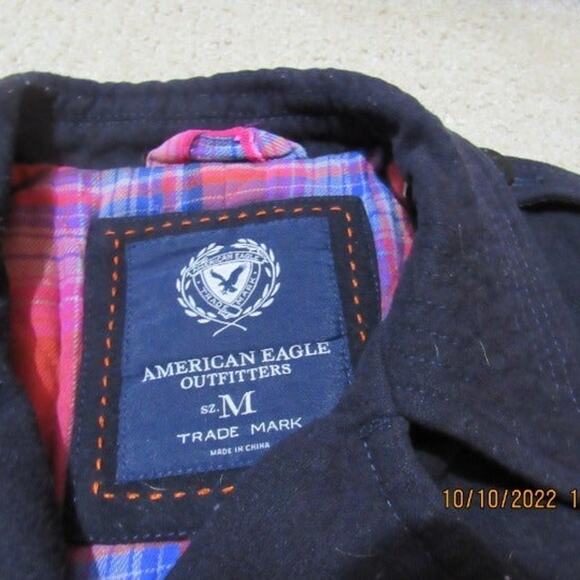 AMERICAN EAGLE
TRADE MARK
AMERICAN EAGLE
OUTFITTERS
SZ. M
TRADE MARK
MADE IN CHINA
10/10/2022